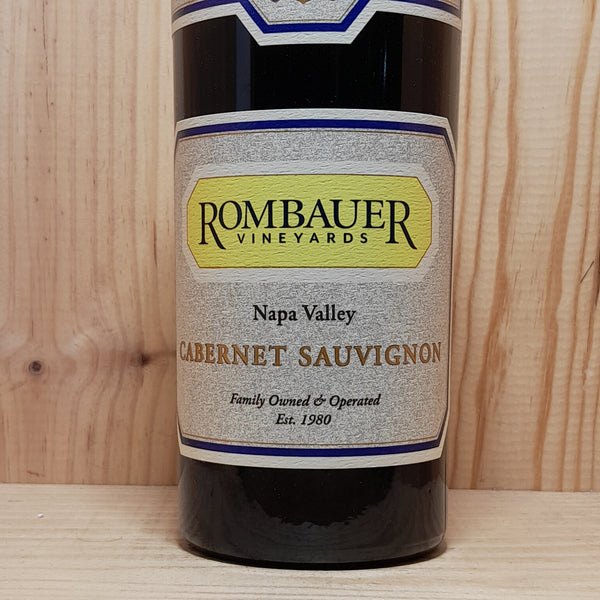 ROMBAUER
VINEYARDS
Napa Valley
CABERNET SAUVIGNON
Family Owned & Operated
Est. 1980